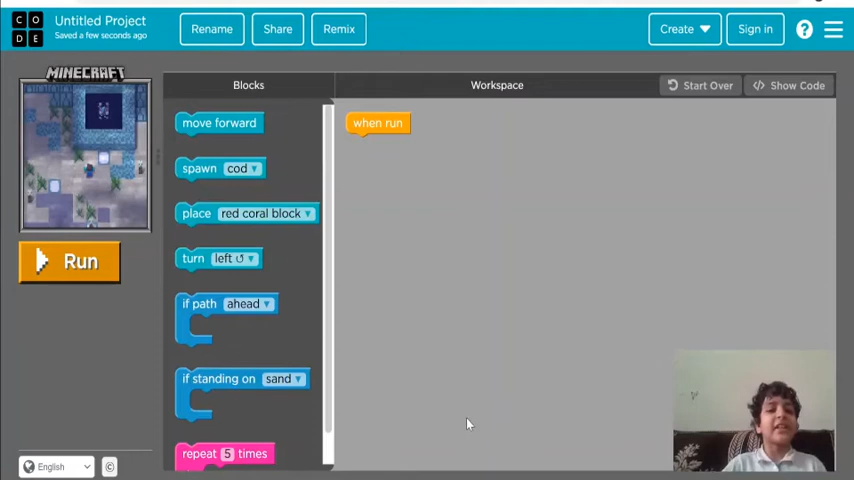 C O
D E
Untitled Project
Saved a few seconds ago
Rename
Share
Remix
Create
Sign in
?
MINECRAFT
Blocks
Workspace
Start Over
</> Show Code
move forward
when run
spawn cod
place red coral block
turn left ↺
Run
if path ahead
if standing on sand
repeat 5 times
English
©